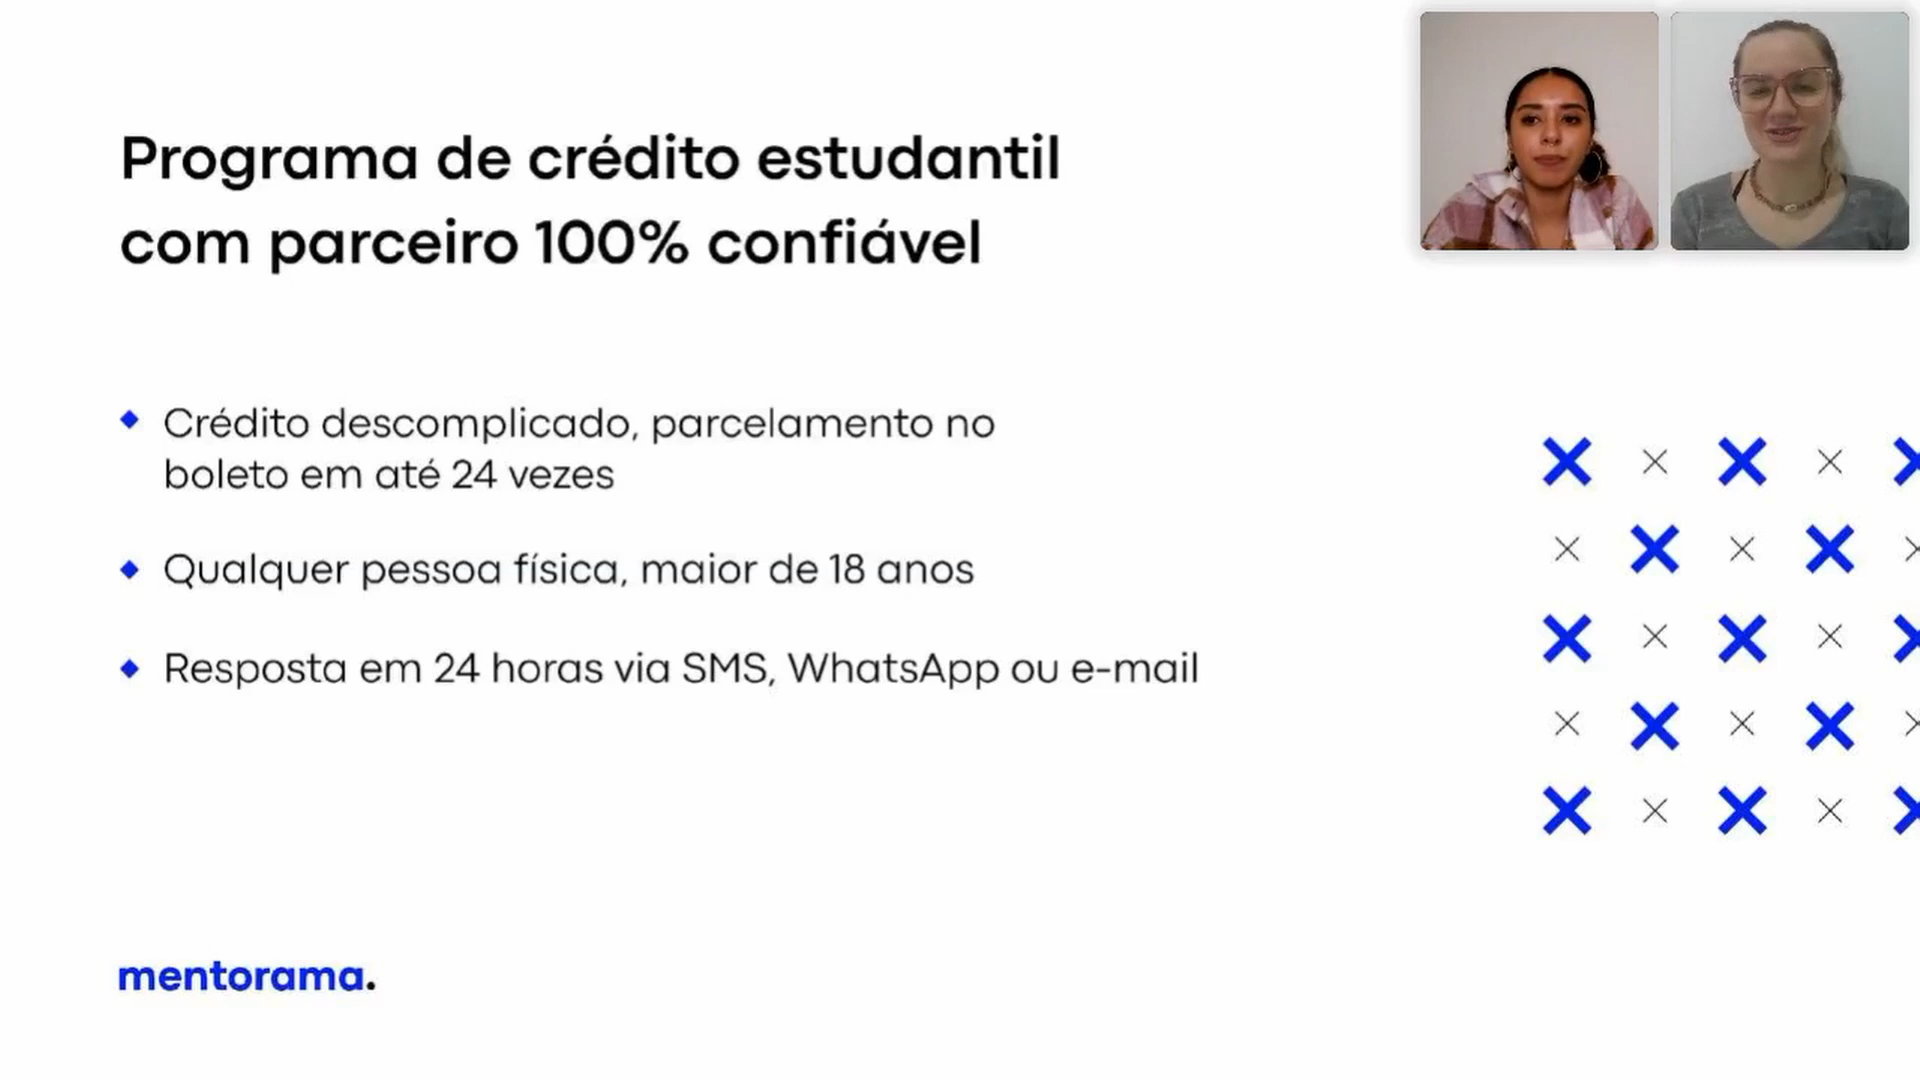 Programa de crédito estudantil
com parceiro 100% confiável
Crédito descomplicado, parcelamento no
boleto em até 24 vezes
Qualquer pessoa física, maior de 18 anos
Resposta em 24 horas via SMS, WhatsApp ou e-mail
mentorama.